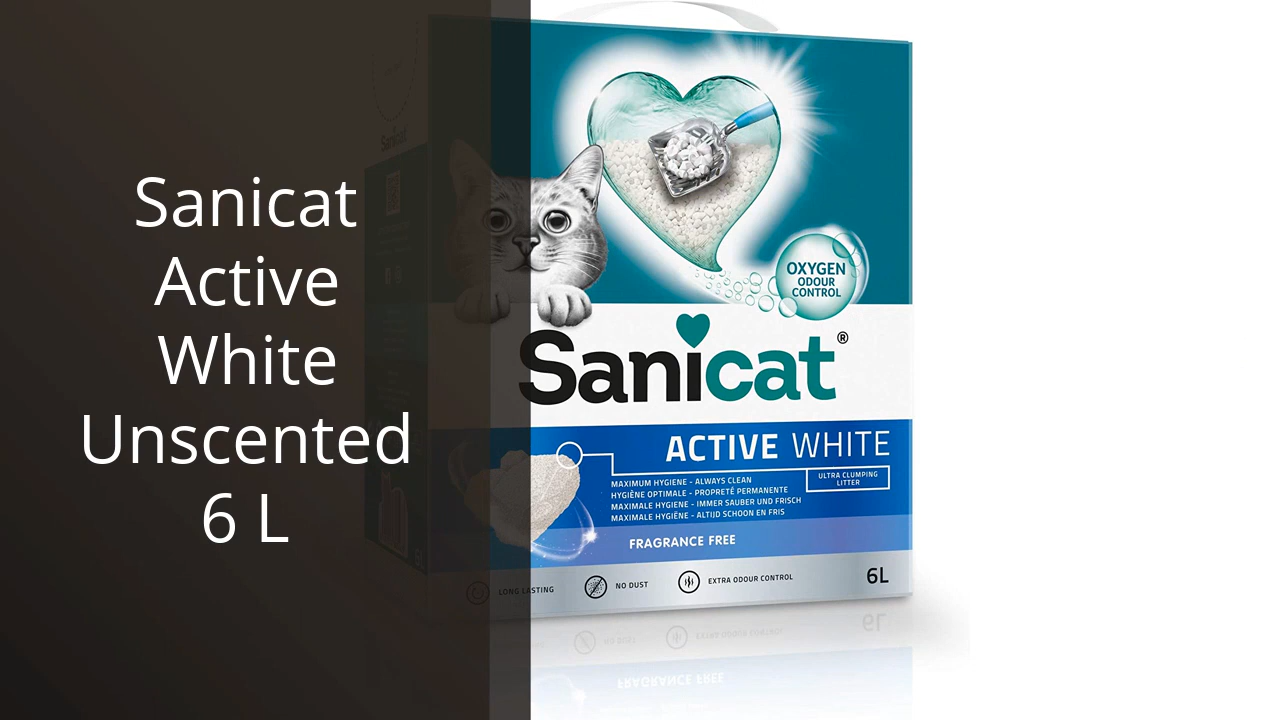 Sanicat
Active
White
Unscented
6 L
Sanicat
OXYGEN
ODOUR
CONTROL
Sanicat®
ACTIVE WHITE
ULTRA CLUMPING
LITTER
MAXIMUM HYGIENE - ALWAYS CLEAN
HYGIÈNE OPTIMALE - PROPRETÉ PERMANENTE
MAXIMALE HYGIENE - IMMER SAUBER UND FRISCH
MAXIMALE HYGIËNE - ALTIJD SCHOON EN FRIS
FRAGRANCE FREE
LONG LASTING
NO DUST
EXTRA ODOUR CONTROL
6L